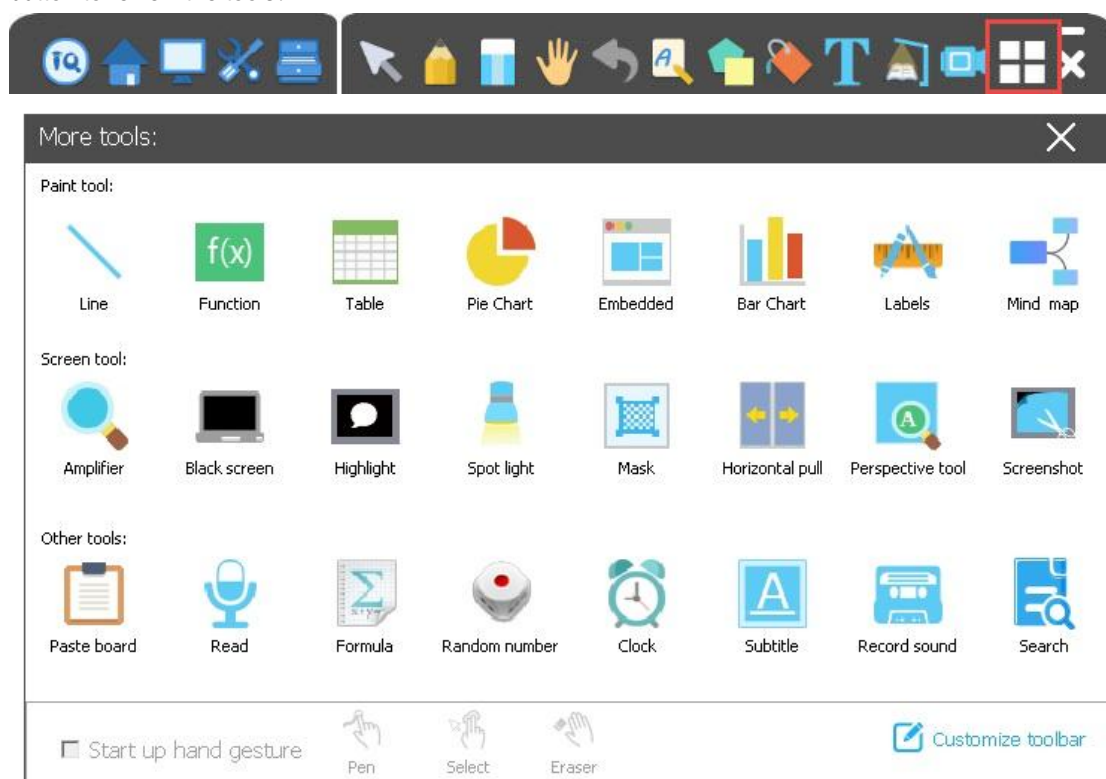 IQ
A
T
More tools:
Paint tool:
f(x)
Line Function Table Pie Chart Embedded Bar Chart Labels Mind map
Screen tool:
A
Amplifier Black screen Highlight Spot light Mask Horizontal pull Perspective tool Screenshot
Other tools:
Σ
A
Paste board Read Formula Random number Clock Subtitle Record sound Search
Start up hand gesture
Customize toolbar
Pen Select Eraser